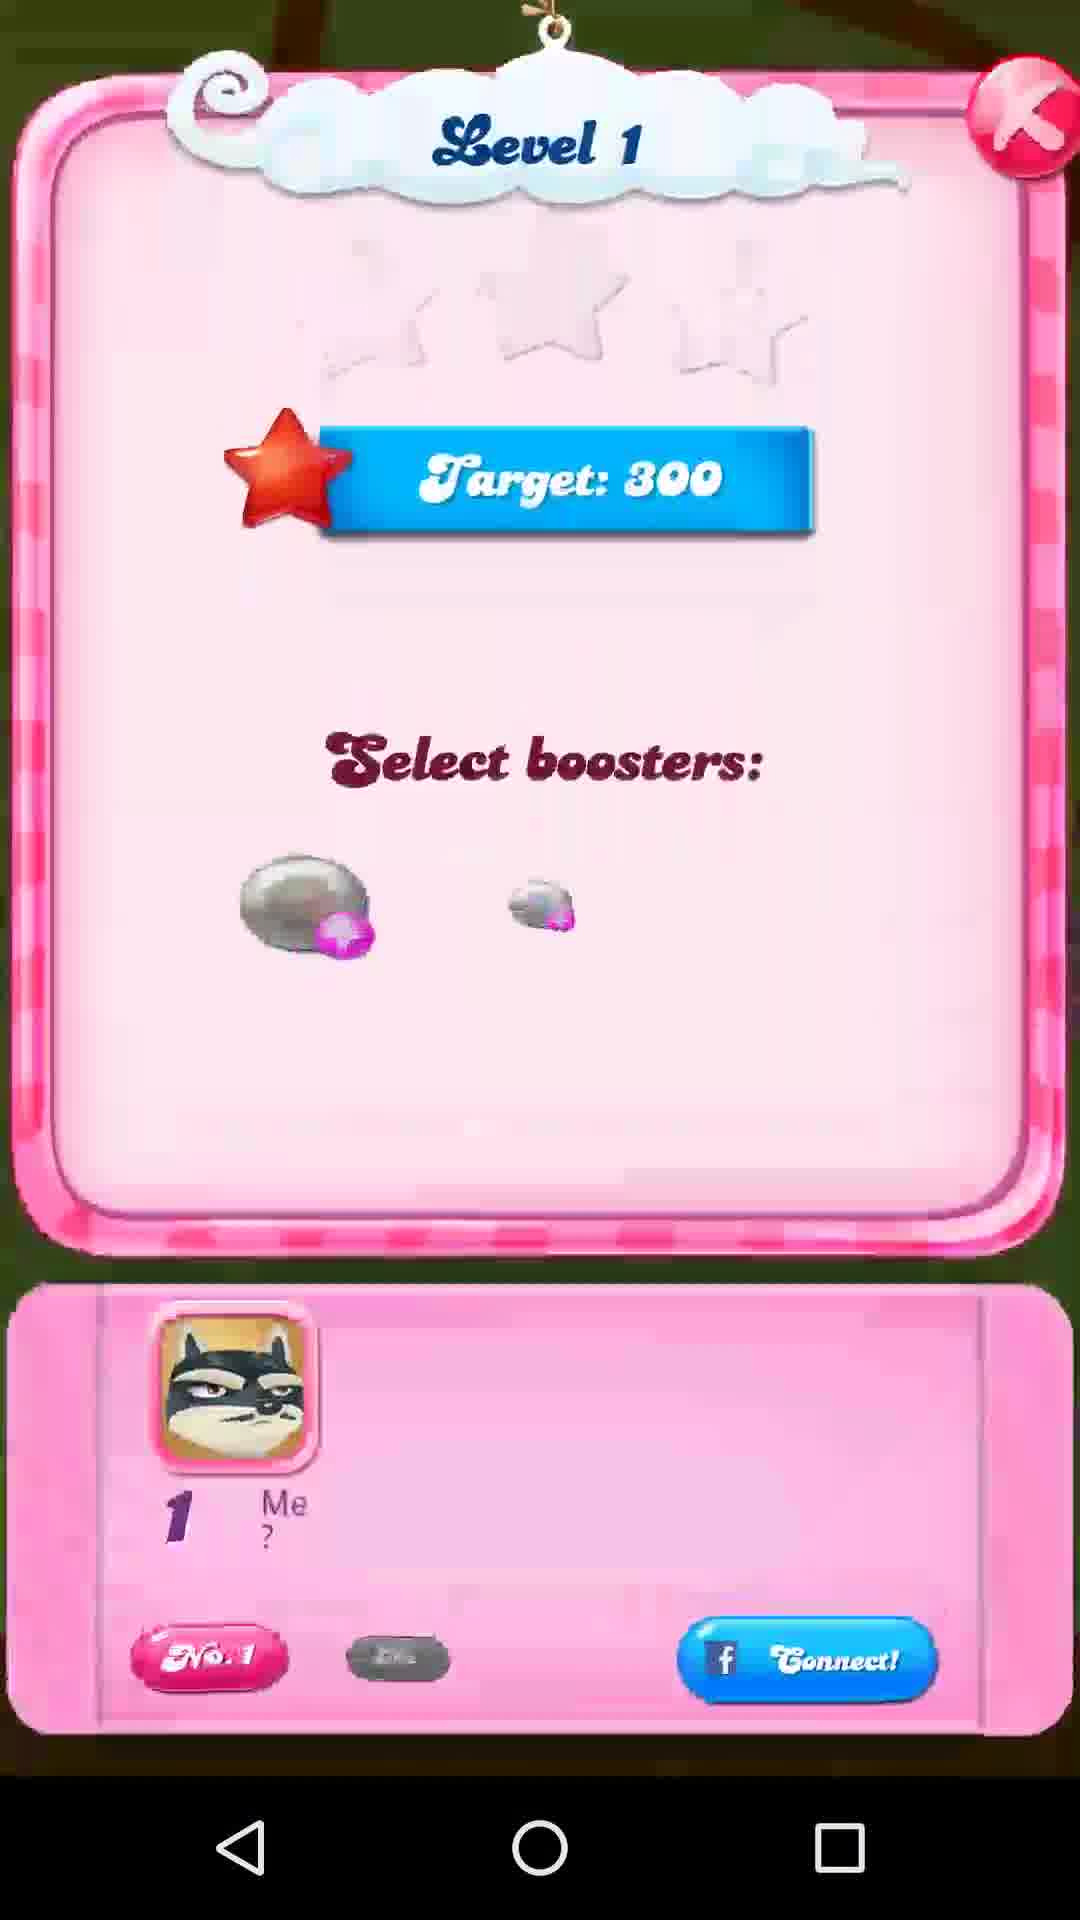 Level 1
Target: 300
Select boosters:
1 Me
?
No. 1
f Connect!